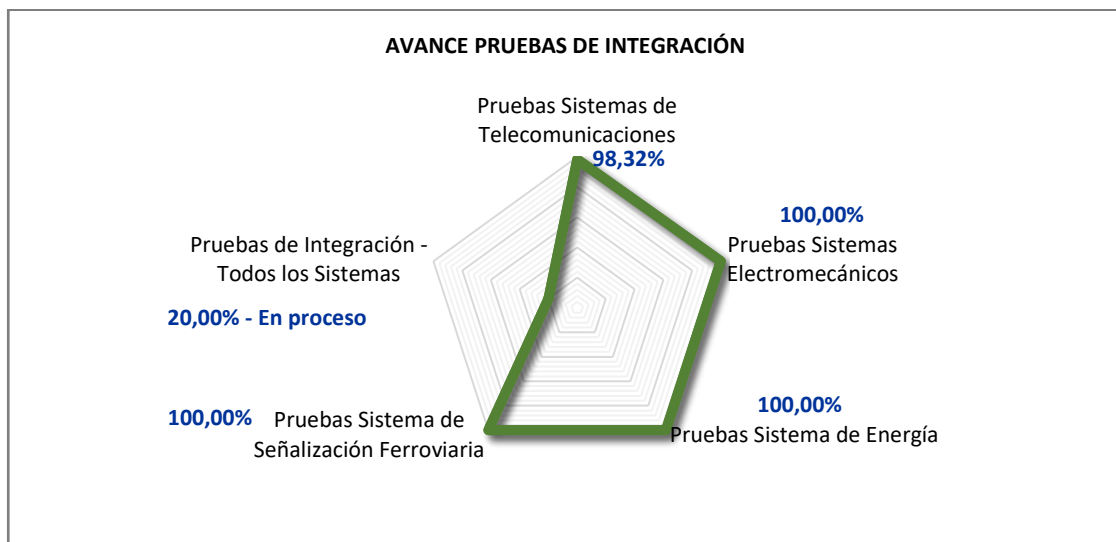 AVANCE PRUEBAS DE INTEGRACIÓN
Pruebas Sistemas de
Telecomunicaciones
98,32%
100,00%
Pruebas Sistemas
Electromecánicos
100,00%
Pruebas Sistema de Energía
100,00%
Pruebas Sistema de
Señalización Ferroviaria
Pruebas de Integración -
Todos los Sistemas
20,00% - En proceso